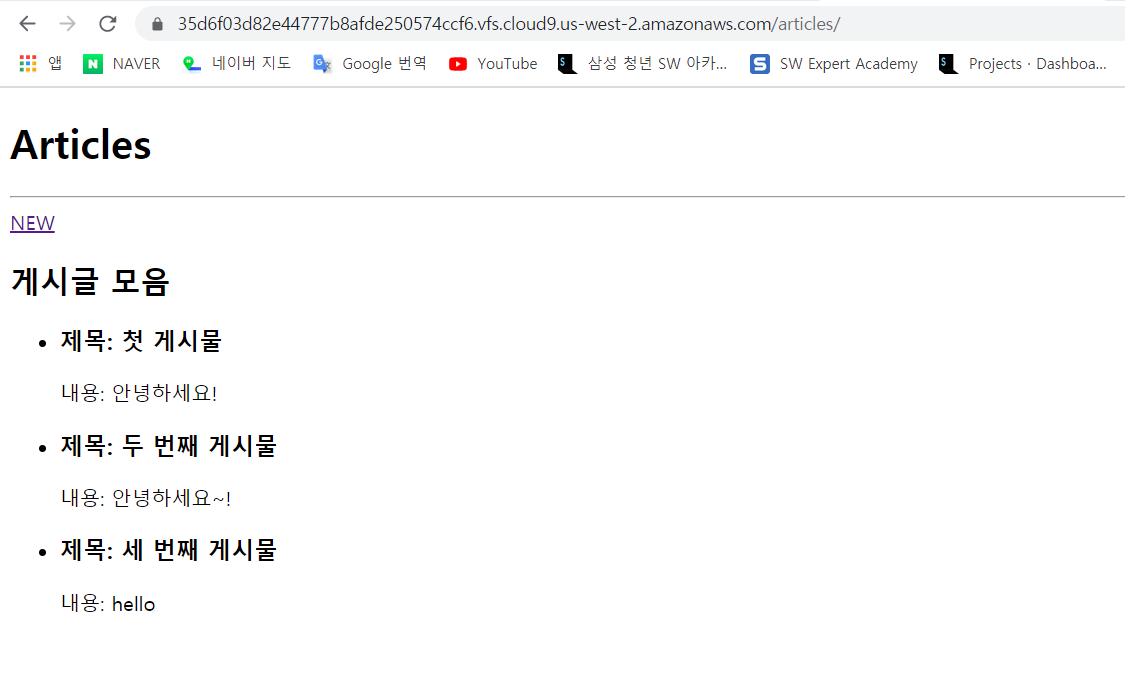 35d6f03d82e44777b8afde250574ccf6.vfs.cloud9.us-west-2.amazonaws.com/articles/
앱 NAVER 네이버 지도 Google 번역 YouTube 삼성 청년 SW 아카... SW Expert Academy Projects · Dashboa...
Articles
NEW
게시글 모음
제목: 첫 게시물
내용: 안녕하세요!
제목: 두 번째 게시물
내용: 안녕하세요~!
제목: 세 번째 게시물
내용: hello